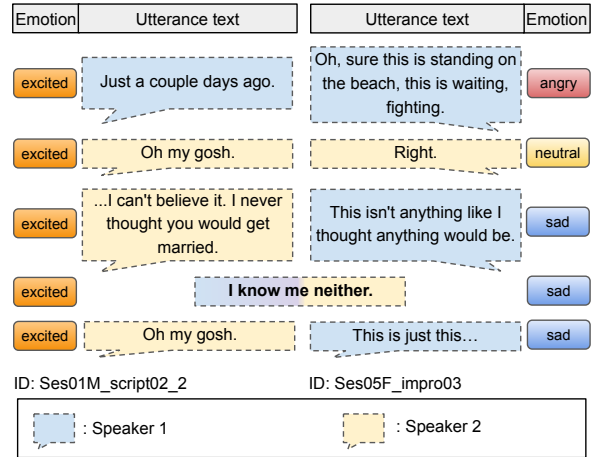 Emotion Utterance text Utterance text Emotion
excited
Just a couple days ago.
Oh, sure this is standing on
the beach, this is waiting,
fighting.
angry
excited
Oh my gosh.
Right.
neutral
excited
...I can't believe it. I never
thought you would get
married.
This isn't anything like I
thought anything would be.
sad
excited
I know me neither.
sad
excited
Oh my gosh.
This is just this…
sad
ID: Ses01M_script02_2
ID: Ses05F_impro03
: Speaker 1
: Speaker 2